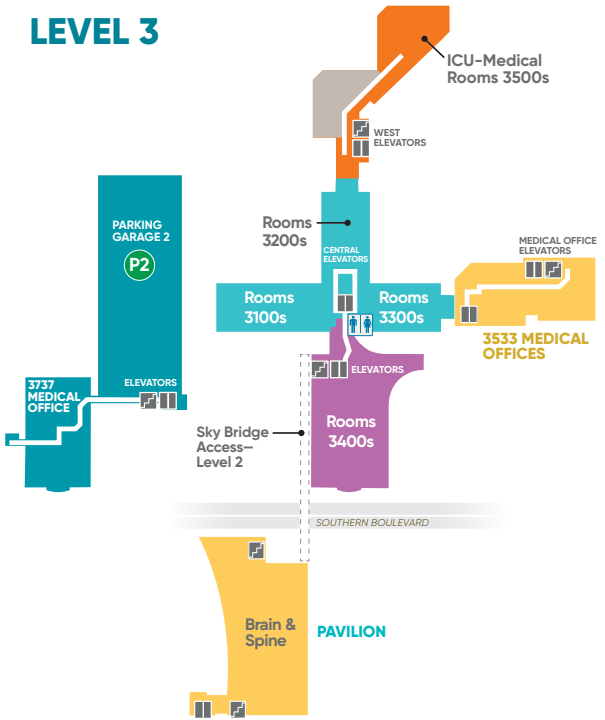 LEVEL 3
ICU-Medical
Rooms 3500s
WEST
ELEVATORS
Rooms
3200s
CENTRAL
ELEVATORS
PARKING
GARAGE 2
P2
MEDICAL OFFICE
ELEVATORS
Rooms
3100s
Rooms
3300s
3533 MEDICAL
OFFICES
ELEVATORS
3737
MEDICAL
OFFICE
ELEVATORS
Rooms
3400s
Sky Bridge
Access—
Level 2
SOUTHERN BOULEVARD
Brain &
Spine
PAVILION